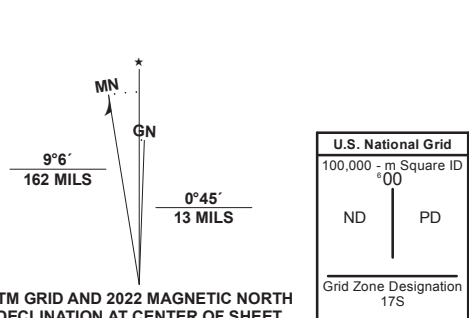 ★
MN
GN
9°6´
162 MILS
0°45´
13 MILS
TM GRID AND 2022 MAGNETIC NORTH
DECLINATION AT CENTER OF SHEET
U.S. National Grid
100,000 - m Square ID
⁶00
ND PD
Grid Zone Designation
17S